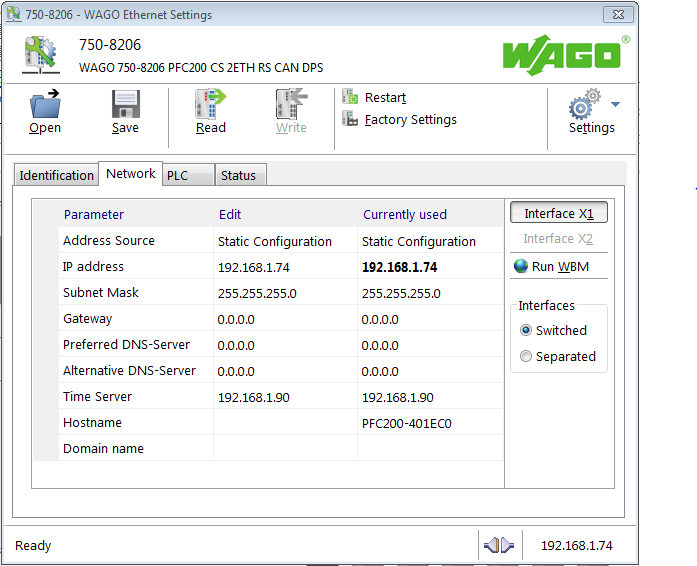 750-8206 - WAGO Ethernet Settings
750-8206
WAGO 750-8206 PFC200 CS 2ETH RS CAN DPS
WAGO®
Open
Save
Read
Write
Restart
Factory Settings
Settings
Identification
Network
PLC
Status
Parameter Edit Currently used
Address Source Static Configuration Static Configuration
IP address 192.168.1.74 192.168.1.74
Subnet Mask 255.255.255.0 255.255.255.0
Gateway 0.0.0.0 0.0.0.0
Preferred DNS-Server 0.0.0.0 0.0.0.0
Alternative DNS-Server 0.0.0.0 0.0.0.0
Time Server 192.168.1.90 192.168.1.90
Hostname PFC200-401EC0
Domain name
Interface X1
Interface X2
Run WBM
Interfaces
Switched
Separated
Ready
192.168.1.74